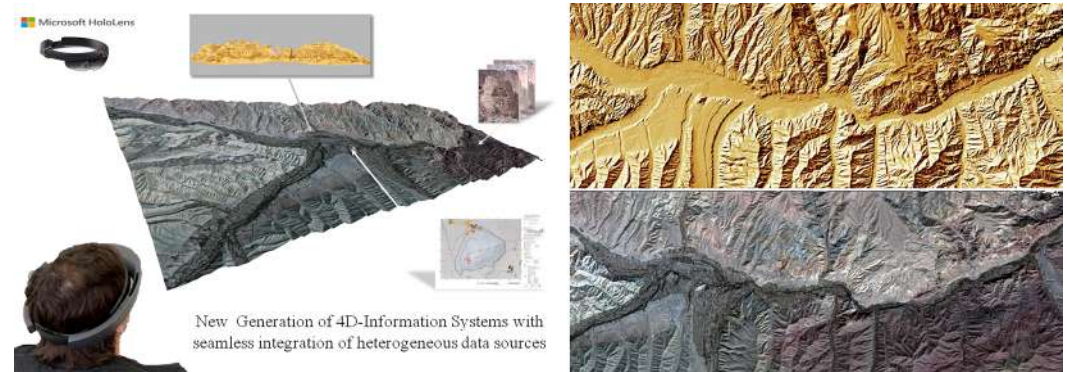 Microsoft HoloLens
New Generation of 4D-Information Systems with
seamless integration of heterogeneous data sources